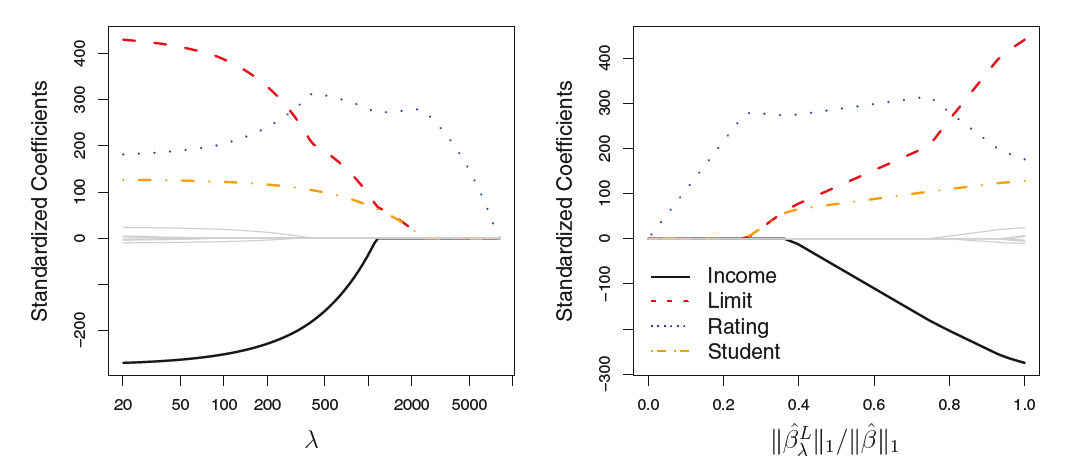 Standardized Coefficients
400
300
200
100
0
−200
20 50 100 200 500 2000 5000
λ
Standardized Coefficients
400
300
200
100
0
−100
−300
Income
Limit
Rating
Student
0.0 0.2 0.4 0.6 0.8 1.0
‖β̂λᴸ‖₁/‖β̂‖₁